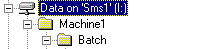 Data on 'Sms1' (I:)
Machine1
Batch